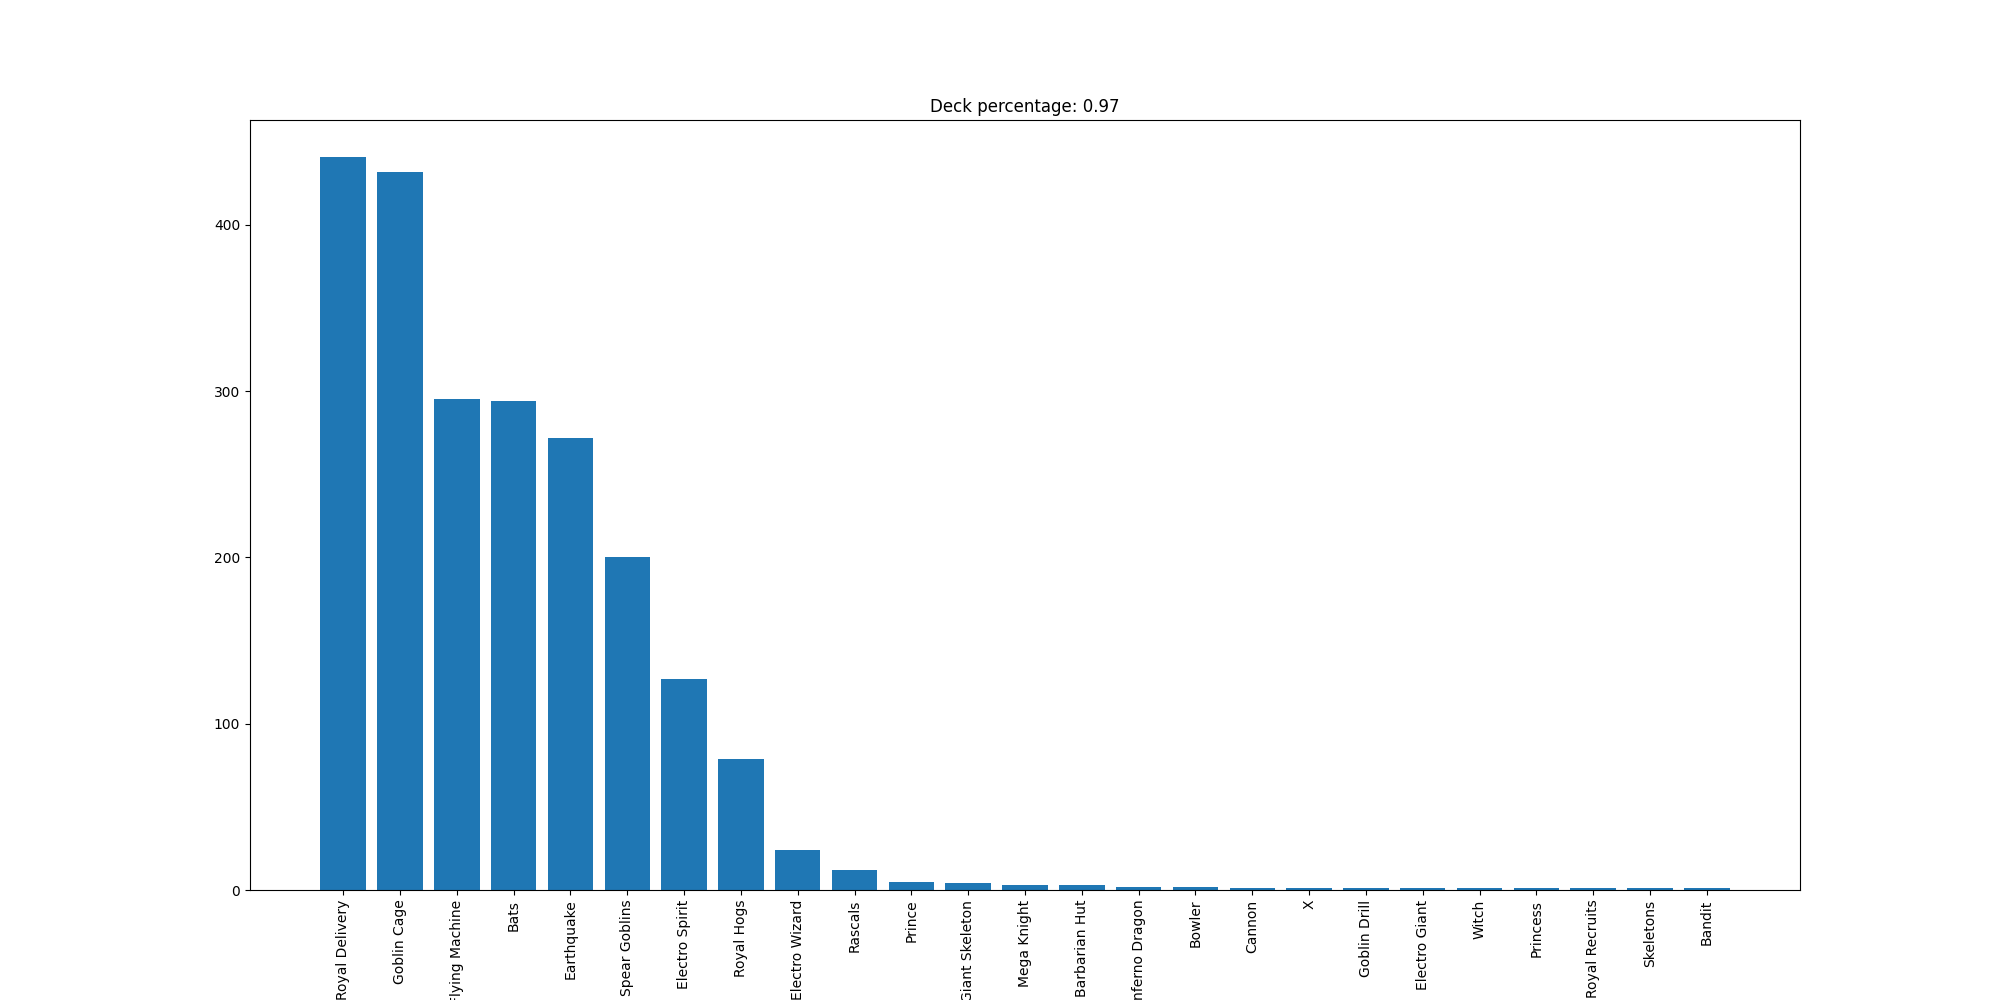 Deck percentage: 0.97
400
300
200
100
0
Royal Delivery
Goblin Cage
Flying Machine
Bats
Earthquake
Spear Goblins
Electro Spirit
Royal Hogs
Electro Wizard
Rascals
Prince
Giant Skeleton
Mega Knight
Barbarian Hut
nferno Dragon
Bowler
Cannon
X
Goblin Drill
Electro Giant
Witch
Princess
Royal Recruits
Skeletons
Bandit